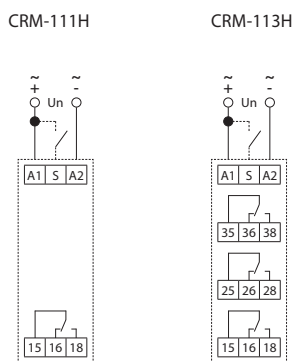 CRM-111H CRM-113H
~ ~ ~ ~
+ Un - + Un -
A1 S A2 A1 S A2
35 36 38
25 26 28
15 16 18 15 16 18